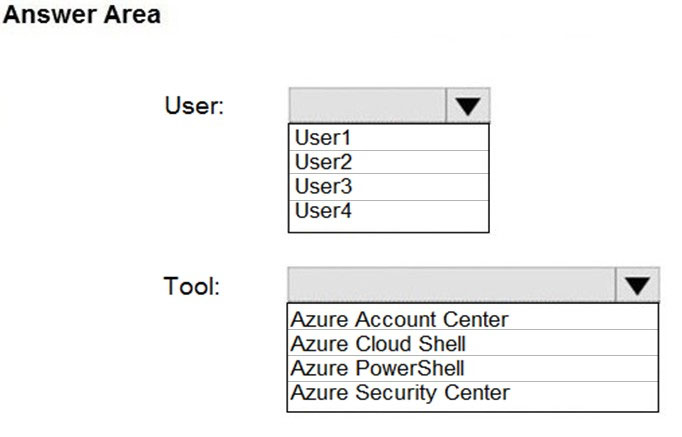 Answer Area
User:
User1
User2
User3
User4
Tool:
Azure Account Center
Azure Cloud Shell
Azure PowerShell
Azure Security Center